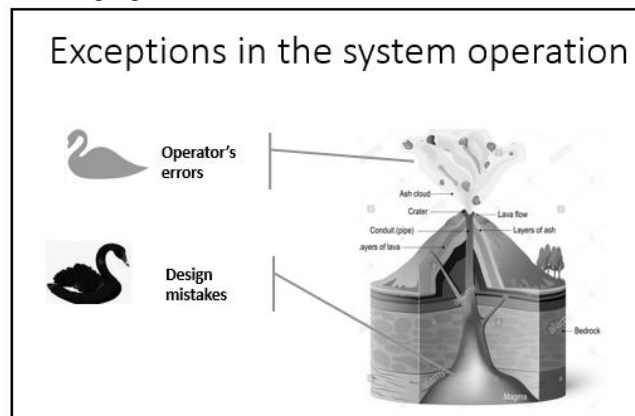 Exceptions in the system operation
Operator's
errors
Ash cloud
Crater
Lava flow
Conduit (pipe)
Layers of ash
ayers of lava
Design
mistakes
Bedrock
Magma
alamy